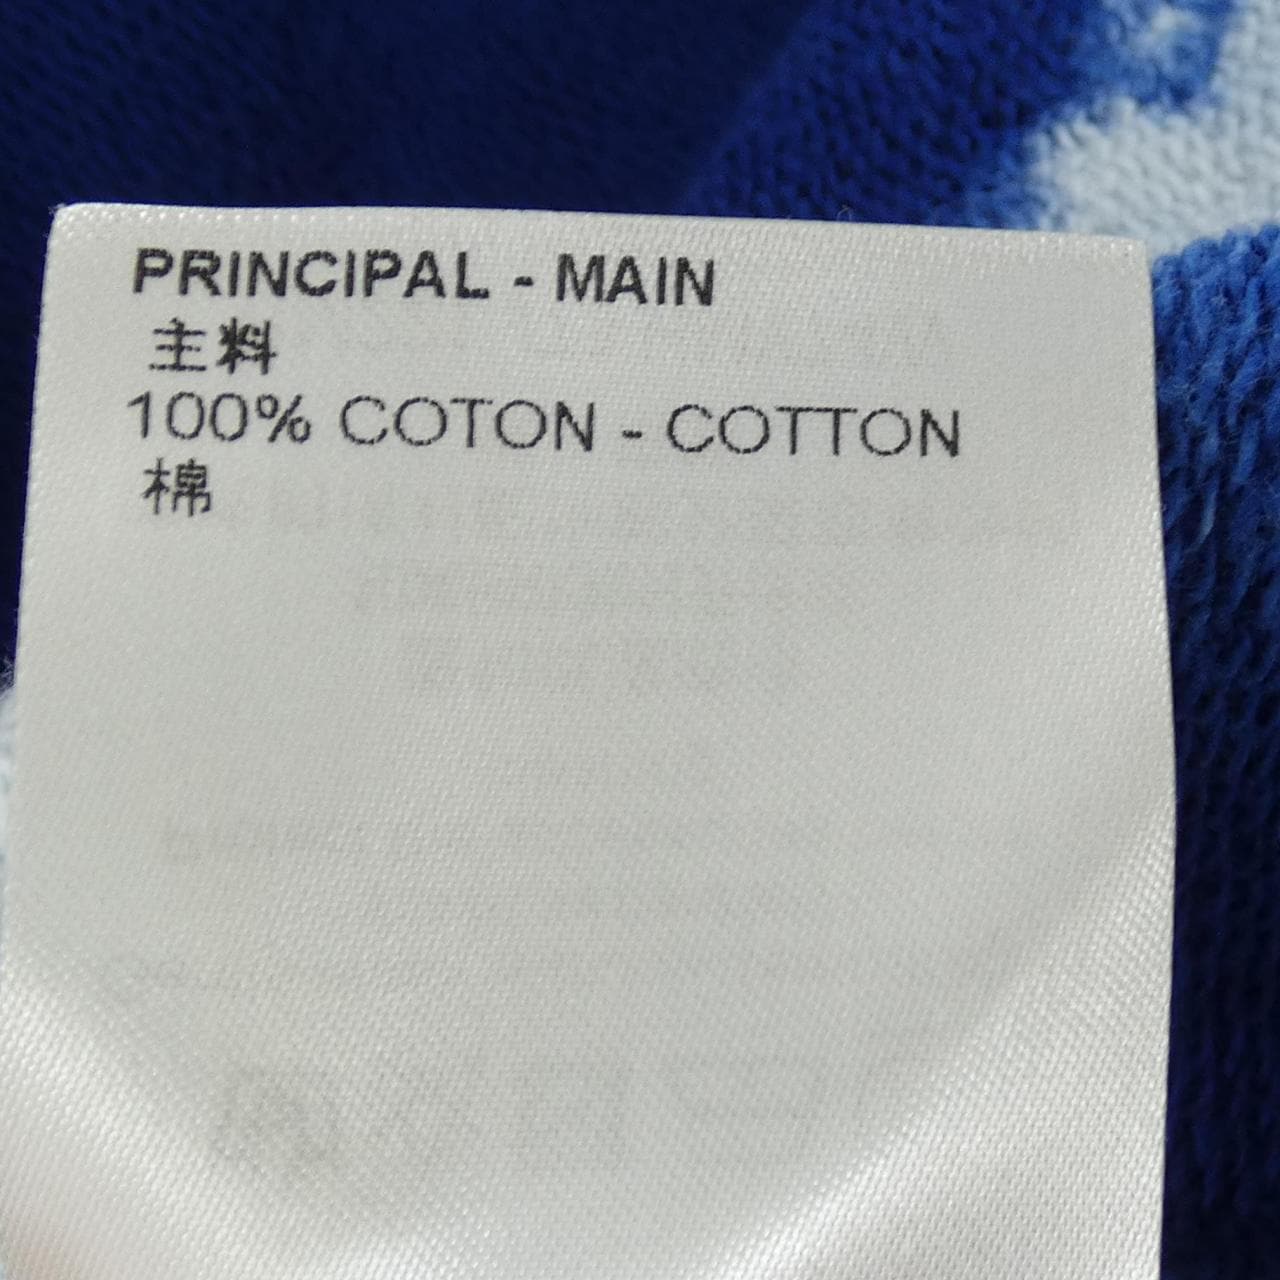 PRINCIPAL - MAIN
主料
100% COTON - COTTON
棉